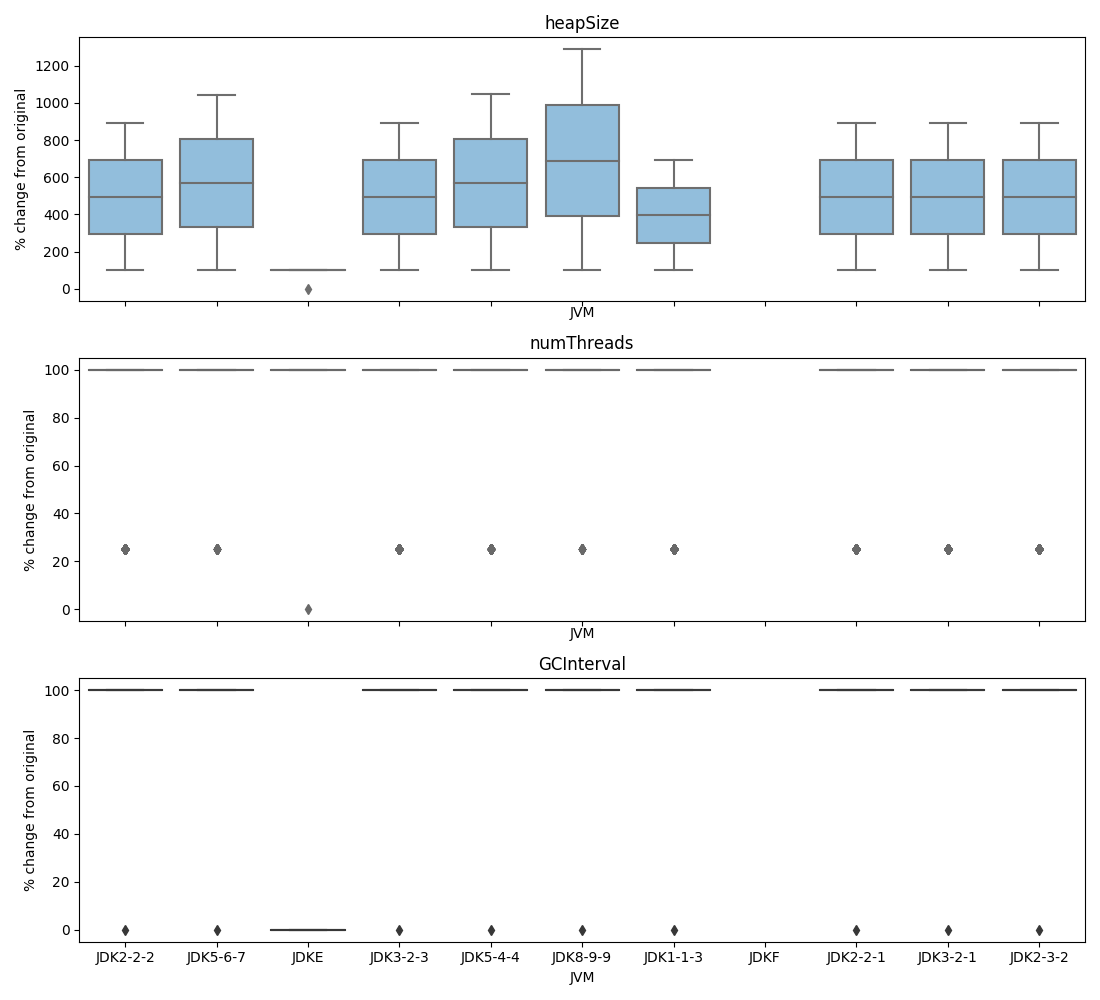 heapSize
% change from original
1200
1000
800
600
400
200
0
JVM
numThreads
% change from original
100
80
60
40
20
0
JVM
GCInterval
% change from original
100
80
60
40
20
0
JDK2-2-2 JDK5-6-7 JDKE JDK3-2-3 JDK5-4-4 JDK8-9-9 JDK1-1-3 JDKF JDK2-2-1 JDK3-2-1 JDK2-3-2
JVM